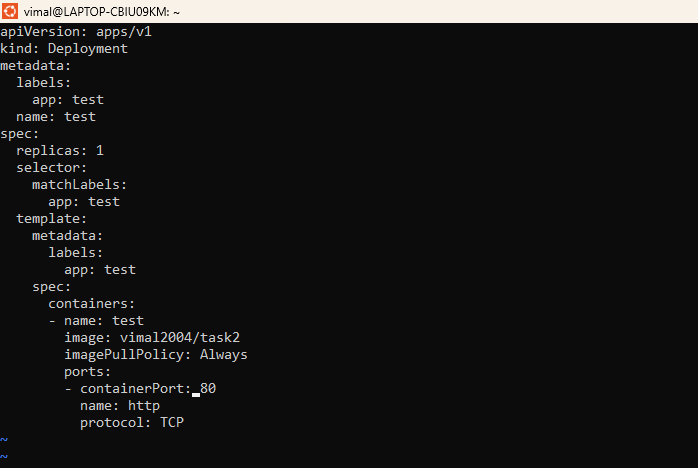 vimal@LAPTOP-CBIU09KM: ~
apiVersion: apps/v1
kind: Deployment
metadata:
  labels:
    app: test
  name: test
spec:
  replicas: 1
  selector:
    matchLabels:
      app: test
  template:
    metadata:
      labels:
        app: test
    spec:
      containers:
      - name: test
        image: vimal2004/task2
        imagePullPolicy: Always
        ports:
        - containerPort: 80
          name: http
          protocol: TCP
~
~